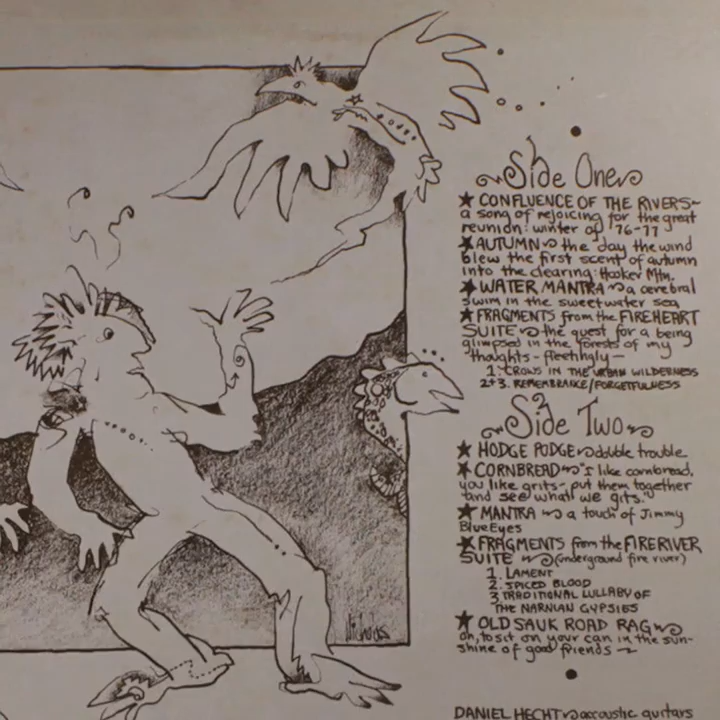 Side One
★ CONFLUENCE OF THE RIVERS~
a song of rejoicing for the great
reunion: winter of '76-77
★ AUTUMN ~ the day the wind
blew the first scent of autumn
into the clearing: Hooker Mtn.
★ WATER MANTRA ~ a cerebral
swim in the sweetwater sea
★ FRAGMENTS from the FIREHEART
SUITE ~ the quest for a being
glimpsed in the forests of my
thoughts - fleetingly —
1. CROWS IN THE URBAN WILDERNESS
2+3. REMEMBRANCE/FORGETFULNESS
Side Two
★ HODGE PODGE ~ double trouble
★ CORNBREAD ~ "I like cornbread,
you like grits - put them together
and see what we gits."
★ MANTRA ~ a touch of Jimmy
BlueEyes
★ FRAGMENTS from the FIRERIVER
SUITE ~ (underground fire river)
1. LAMENT
2. SPICED BLOOD
3. TRADITIONAL LULLABY OF
THE NARNIAN GYPSIES
★ OLD SAUK ROAD RAG ~
oh, to sit on your can in the sun-
shine of good friends ~
Nicholas
DANIEL HECHT ~ accoustic guitars